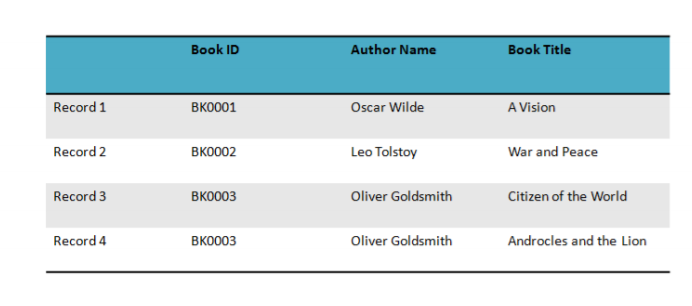 Book ID Author Name Book Title
Record 1 BK0001 Oscar Wilde A Vision
Record 2 BK0002 Leo Tolstoy War and Peace
Record 3 BK0003 Oliver Goldsmith Citizen of the World
Record 4 BK0003 Oliver Goldsmith Androcles and the Lion